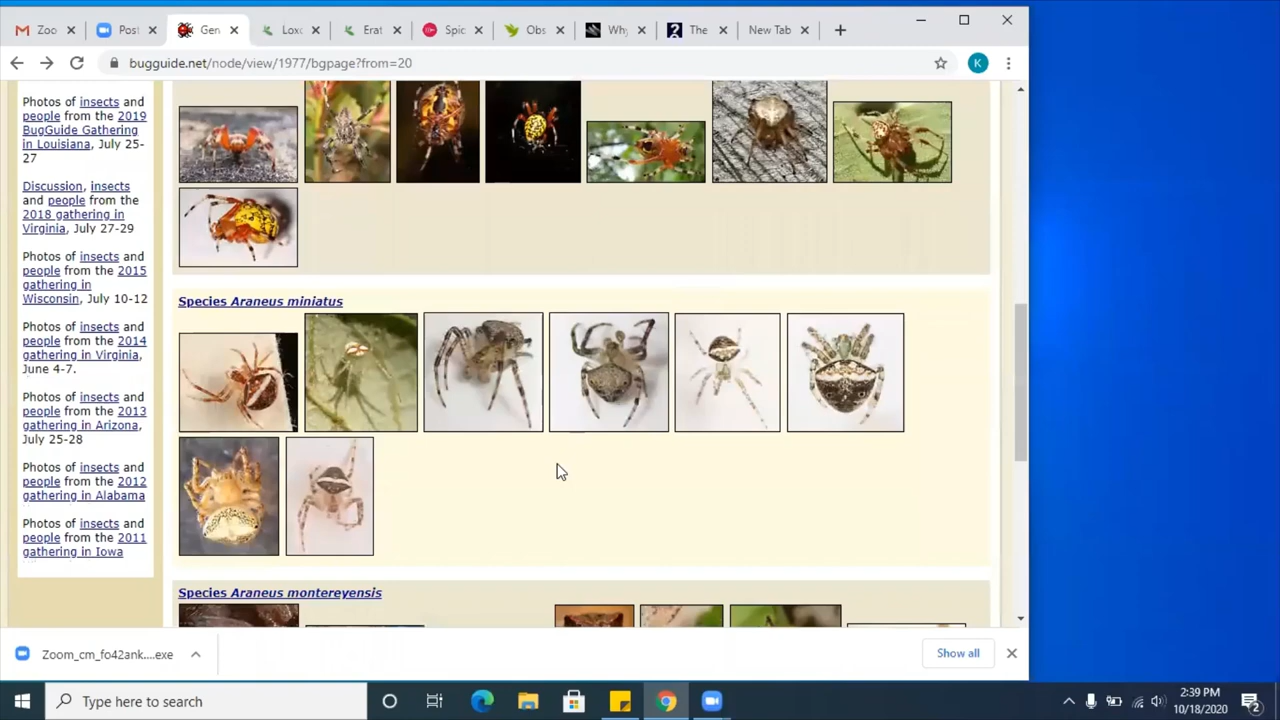 Zoo
Post
Gen
Loxo
Erat
Spic
Obs
Why
The
New Tab
bugguide.net/node/view/1977/bgpage?from=20
K
Photos of insects and
people from the 2019
BugGuide Gathering
in Louisiana, July 25-
27
Discussion, insects
and people from the
2018 gathering in
Virginia, July 27-29
Photos of insects and
people from the 2015
gathering in
Wisconsin, July 10-12
Photos of insects and
people from the 2014
gathering in Virginia,
June 4-7.
Photos of insects and
people from the 2013
gathering in Arizona,
July 25-28
Photos of insects and
people from the 2012
gathering in Alabama
Photos of insects and
people from the 2011
gathering in Iowa
Species Araneus miniatus
Species Araneus montereyensis
Zoom_cm_fo42ank....exe
Show all
Type here to search
2:39 PM
10/18/2020
2